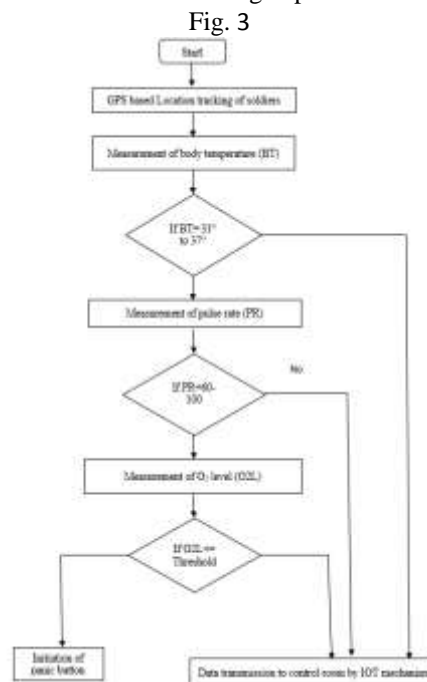 Fig. 3
Start
GPS based Location tracking of soldiers
Measurement of body temperature (BT)
If BT= 31°
to 37°
Measurement of pulse rate (PR)
No
If PR=60-
100
Measurement of O₂ level (O2L)
If O2L <=
Threshold
Initiation of
panic button
Data transmission to control room by IOT mechanism